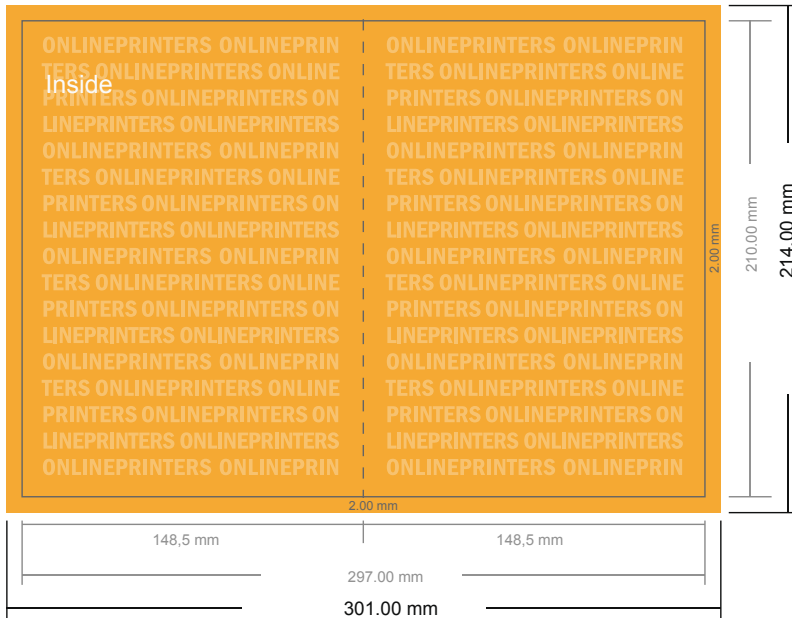 ONLINEPRINTERS ONLINEPRIN
TERS ONLINEPRINTERS ONLINE
PRINTERS ONLINEPRINTERS ON
LINEPRINTERS ONLINEPRINTERS
ONLINEPRINTERS ONLINEPRIN
TERS ONLINEPRINTERS ONLINE
PRINTERS ONLINEPRINTERS ON
LINEPRINTERS ONLINEPRINTERS
ONLINEPRINTERS ONLINEPRIN
TERS ONLINEPRINTERS ONLINE
PRINTERS ONLINEPRINTERS ON
LINEPRINTERS ONLINEPRINTERS
ONLINEPRINTERS ONLINEPRIN
TERS ONLINEPRINTERS ONLINE
PRINTERS ONLINEPRINTERS ON
LINEPRINTERS ONLINEPRINTERS
ONLINEPRINTERS ONLINEPRIN
Inside
ONLINEPRINTERS ONLINEPRIN
TERS ONLINEPRINTERS ONLINE
PRINTERS ONLINEPRINTERS ON
LINEPRINTERS ONLINEPRINTERS
ONLINEPRINTERS ONLINEPRIN
TERS ONLINEPRINTERS ONLINE
PRINTERS ONLINEPRINTERS ON
LINEPRINTERS ONLINEPRINTERS
ONLINEPRINTERS ONLINEPRIN
TERS ONLINEPRINTERS ONLINE
PRINTERS ONLINEPRINTERS ON
LINEPRINTERS ONLINEPRINTERS
ONLINEPRINTERS ONLINEPRIN
TERS ONLINEPRINTERS ONLINE
PRINTERS ONLINEPRINTERS ON
LINEPRINTERS ONLINEPRINTERS
ONLINEPRINTERS ONLINEPRIN
2.00 mm
210.00 mm
214.00 mm
2.00 mm
148,5 mm
148,5 mm
297.00 mm
301.00 mm